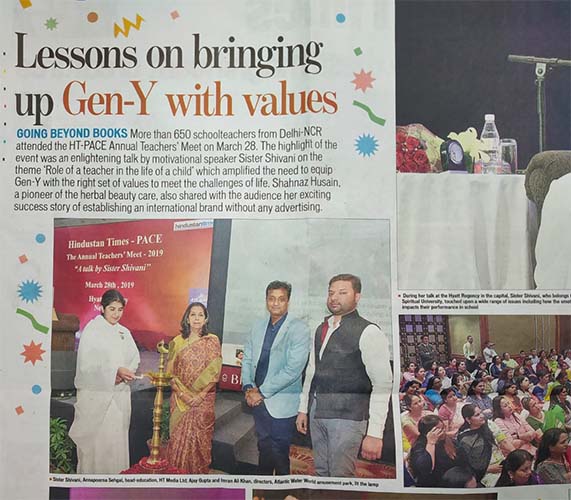 Lessons on bringing
up Gen-Y with values
GOING BEYOND BOOKS More than 650 schoolteachers from Delhi-NCR
attended the HT-PACE Annual Teachers' Meet on March 28. The highlight of the
event was an enlightening talk by motivational speaker Sister Shivani on the
theme 'Role of a teacher in the life of a child' which amplified the need to equip
Gen-Y with the right set of values to meet the challenges of life. Shahnaz Husain,
a pioneer of the herbal beauty care, also shared with the audience her exciting
success story of establishing an international brand without any advertising.
hindustan
Hindustan Times - PACE
The Annual Teachers' Meet - 2019
"A talk by Sister Shivani"
March 28th, 2019
Hya
N
Sister Shivani, Annapoorna Sehgal, head-education, HT Media Ltd, Ajay Gupta and Imran Ali Khan, directors, Atlantic Water World amusement park, lit the lamp
During her talk at the Hyatt Regency in the capital, Sister Shivani, who belongs t
Spiritual University, touched upon a wide range of issues including how the
impacts their performance in school